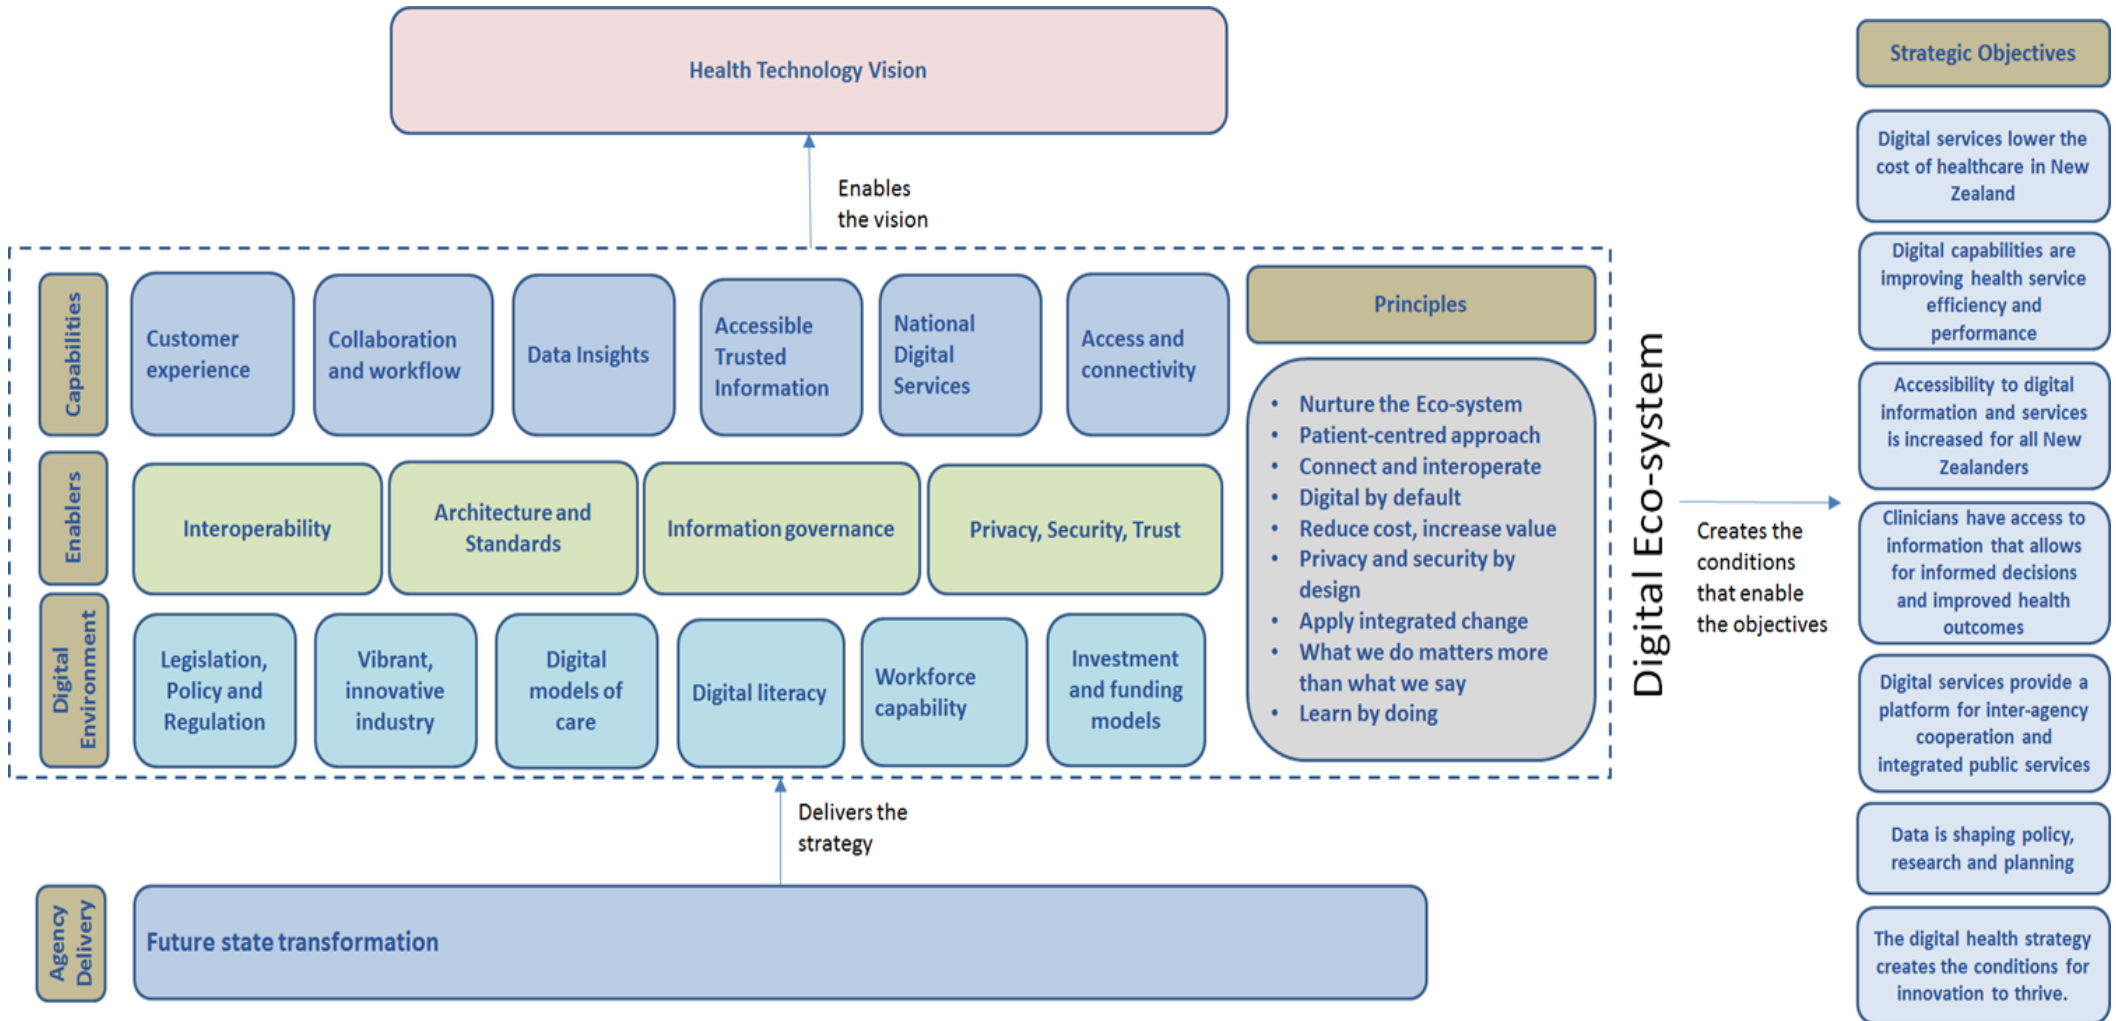 Health Technology Vision
Enables
the vision
Capabilities
Customer
experience
Collaboration
and workflow
Data Insights
Accessible
Trusted
Information
National
Digital
Services
Access and
connectivity
Enablers
Interoperability
Architecture and
Standards
Information governance
Privacy, Security, Trust
Digital
Environment
Legislation,
Policy and
Regulation
Vibrant,
innovative
industry
Digital
models of
care
Digital literacy
Workforce
capability
Investment
and funding
models
Principles
• Nurture the Eco-system
• Patient-centred approach
• Connect and interoperate
• Digital by default
• Reduce cost, increase value
• Privacy and security by
design
• Apply integrated change
• What we do matters more
than what we say
• Learn by doing
Digital Eco-system
Delivers the
strategy
Agency
Delivery
Future state transformation
Creates the
conditions
that enable
the objectives
Strategic Objectives
Digital services lower the
cost of healthcare in New
Zealand
Digital capabilities are
improving health service
efficiency and
performance
Accessibility to digital
information and services
is increased for all New
Zealanders
Clinicians have access to
information that allows
for informed decisions
and improved health
outcomes
Digital services provide a
platform for inter-agency
cooperation and
integrated public services
Data is shaping policy,
research and planning
The digital health strategy
creates the conditions for
innovation to thrive.